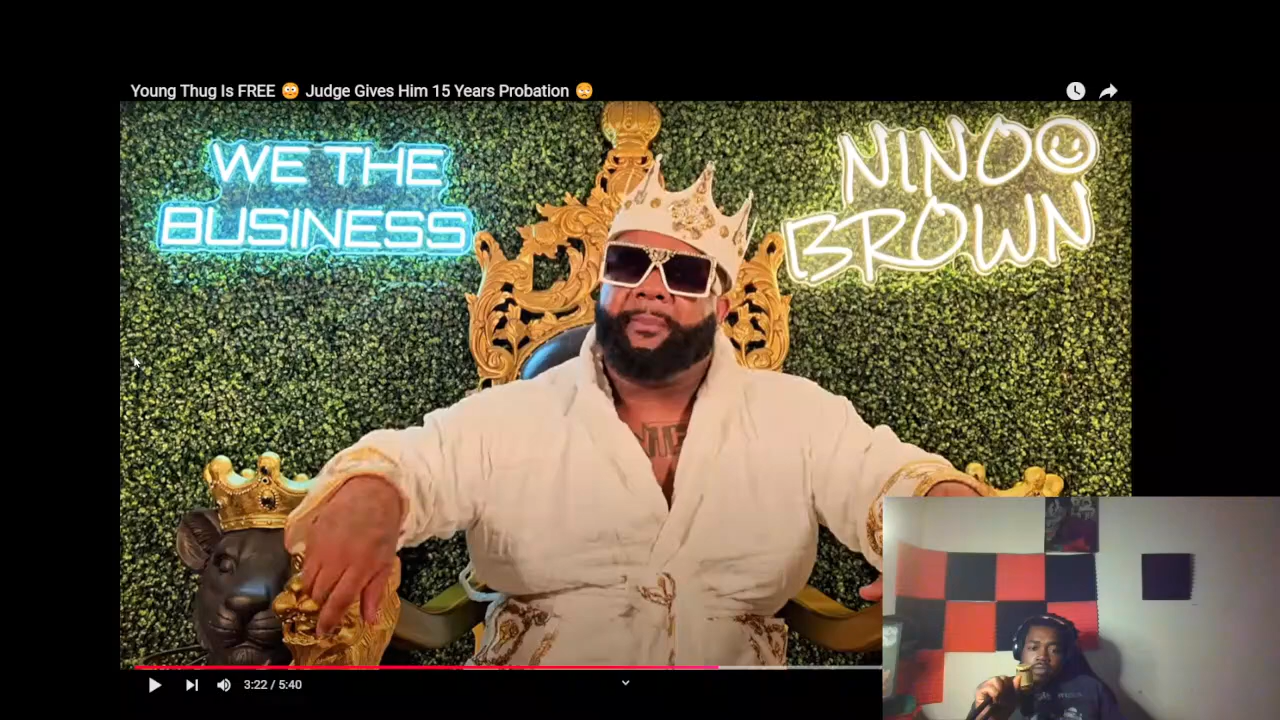 Young Thug Is FREE 😳 Judge Gives Him 15 Years Probation 😳
WE THE
BUSINESS
NINO
BROWN
3:22 / 5:40